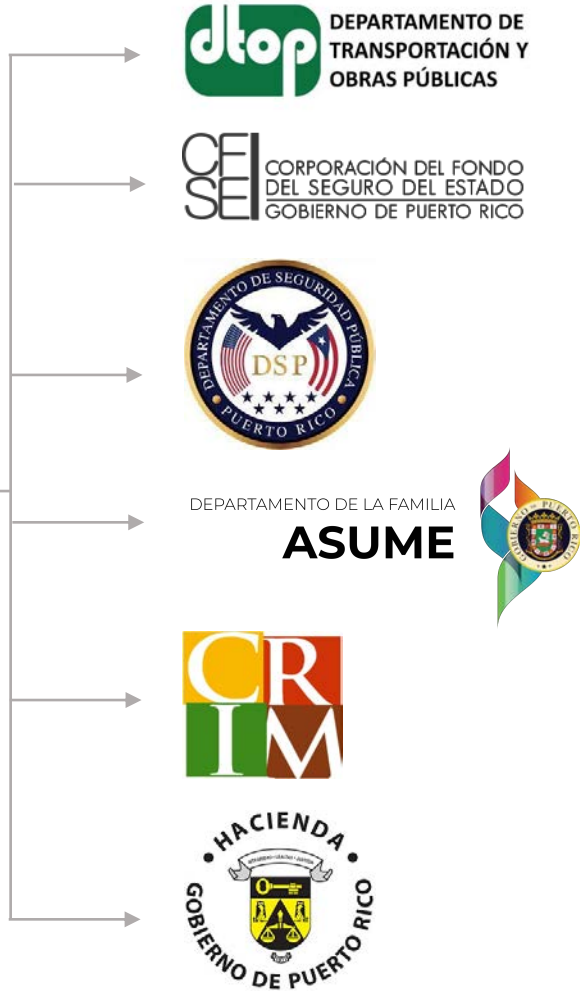 dtop
DEPARTAMENTO DE
TRANSPORTACIÓN Y
OBRAS PÚBLICAS
CF
SE
CORPORACIÓN DEL FONDO
DEL SEGURO DEL ESTADO
GOBIERNO DE PUERTO RICO
DEPARTAMENTO DE SEGURIDAD PÚBLICA
DSP
PUERTO RICO
DEPARTAMENTO DE LA FAMILIA
ASUME
GOBIERNO DE PUERTO RICO
CR
IM
HACIENDA
GOBIERNO DE PUERTO RICO